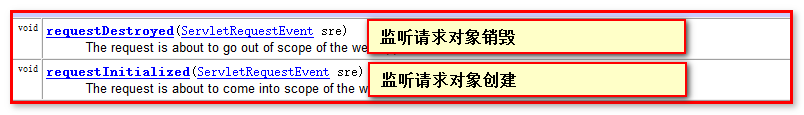 void requestDestroyed(ServletRequestEvent sre) 监听请求对象销毁
The request is about to go out of scope of the we
void requestInitialized(ServletRequestEvent sre) 监听请求对象创建
The request is about to come into scope of the w